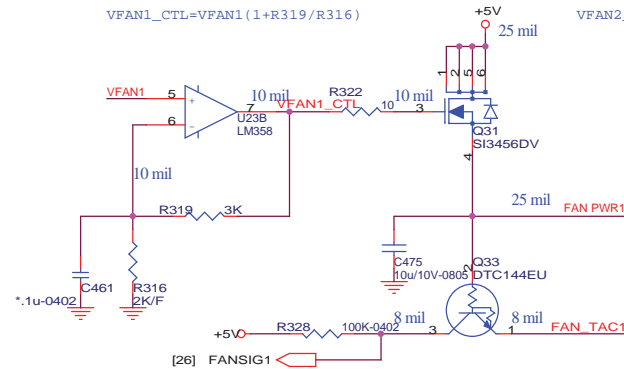 VFAN1_CTL=VFAN1(1+R319/R316)
+5V
VFAN2_
25 mil
1
2
5
6
VFAN1
5
+
10 mil
7
VFAN1_CTL
R322
10
10 mil
3
6
-
U23B
LM358
Q31
SI3456DV
4
10 mil
R319
3K
25 mil
FAN PWR1
C461
*.1u-0402
R316
2K/F
C475
10u/10V-0805
2
Q33
DTC144EU
+5V
R328
100K-0402
8 mil
3
8 mil
1
FAN_TAC1
[26] FANSIG1